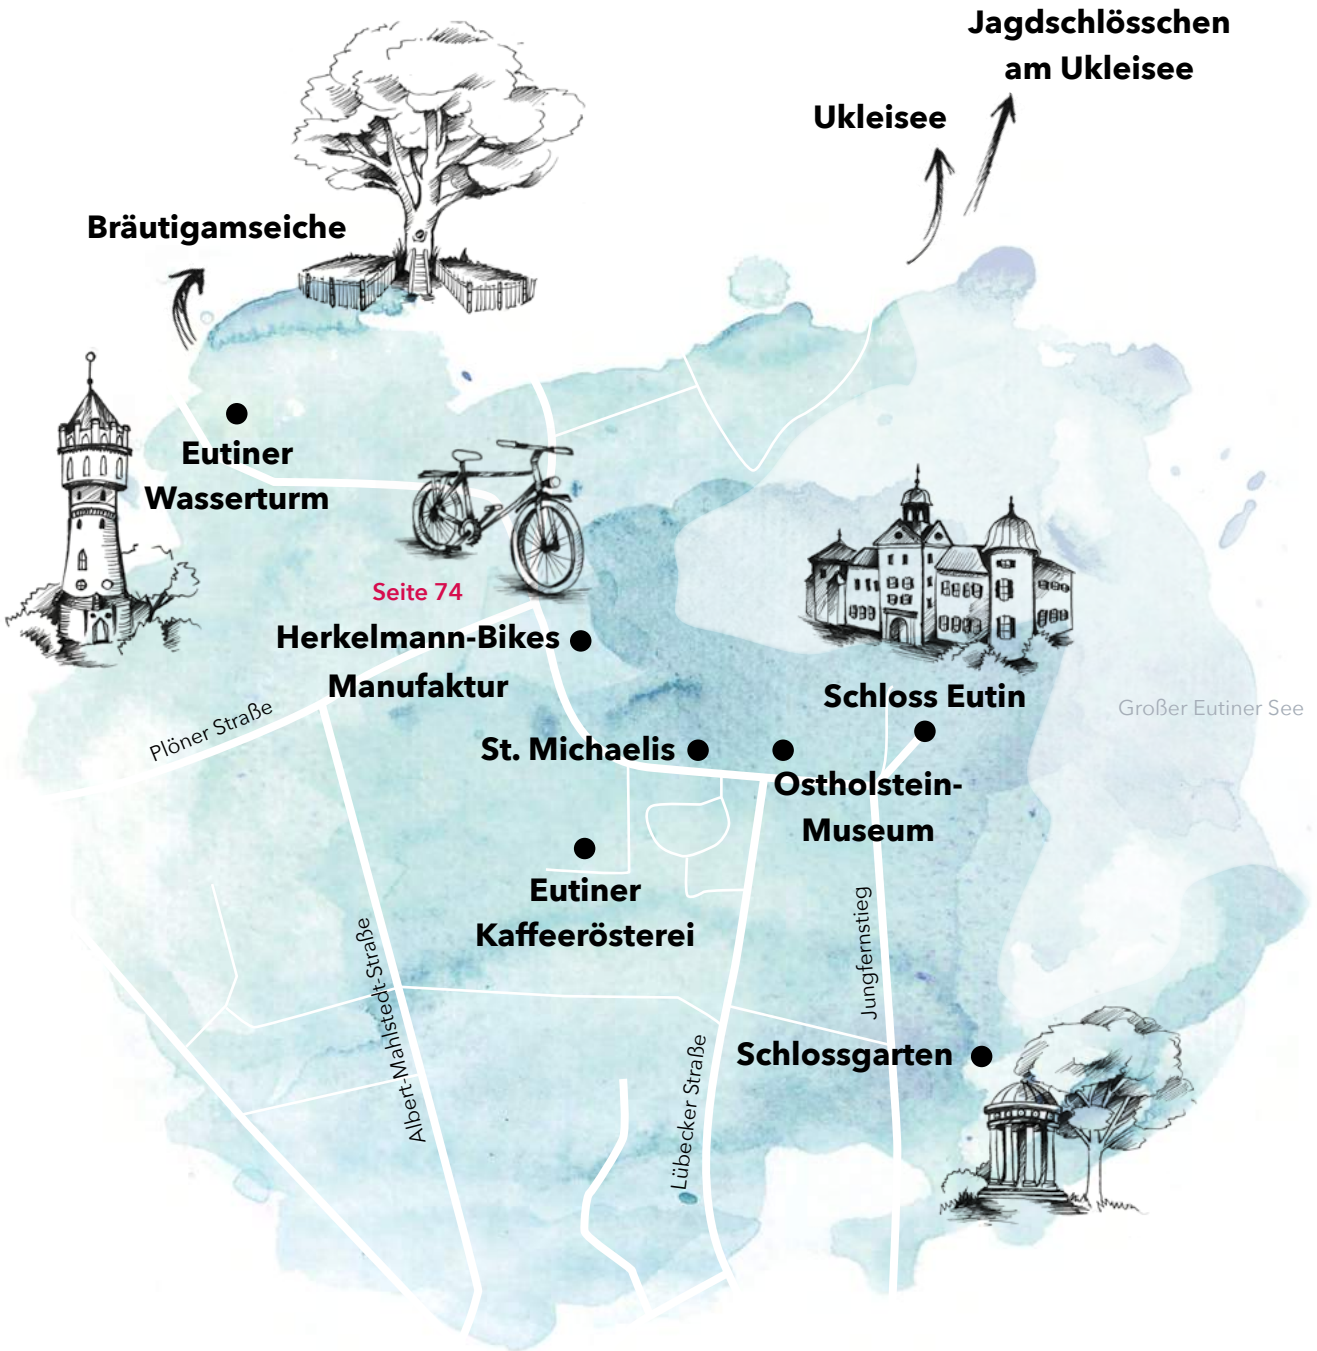 Jagdschlösschen
am Ukleisee
Ukleisee
Bräutigamseiche
Eutiner
Wasserturm
Seite 74
Herkelmann-Bikes
Manufaktur
Schloss Eutin
Großer Eutiner See
Plöner Straße
St. Michaelis
Ostholstein-
Museum
Eutiner
Kaffeerösterei
Jungfernstieg
Albert-Mahlstedt-Straße
Lübecker Straße
Schlossgarten